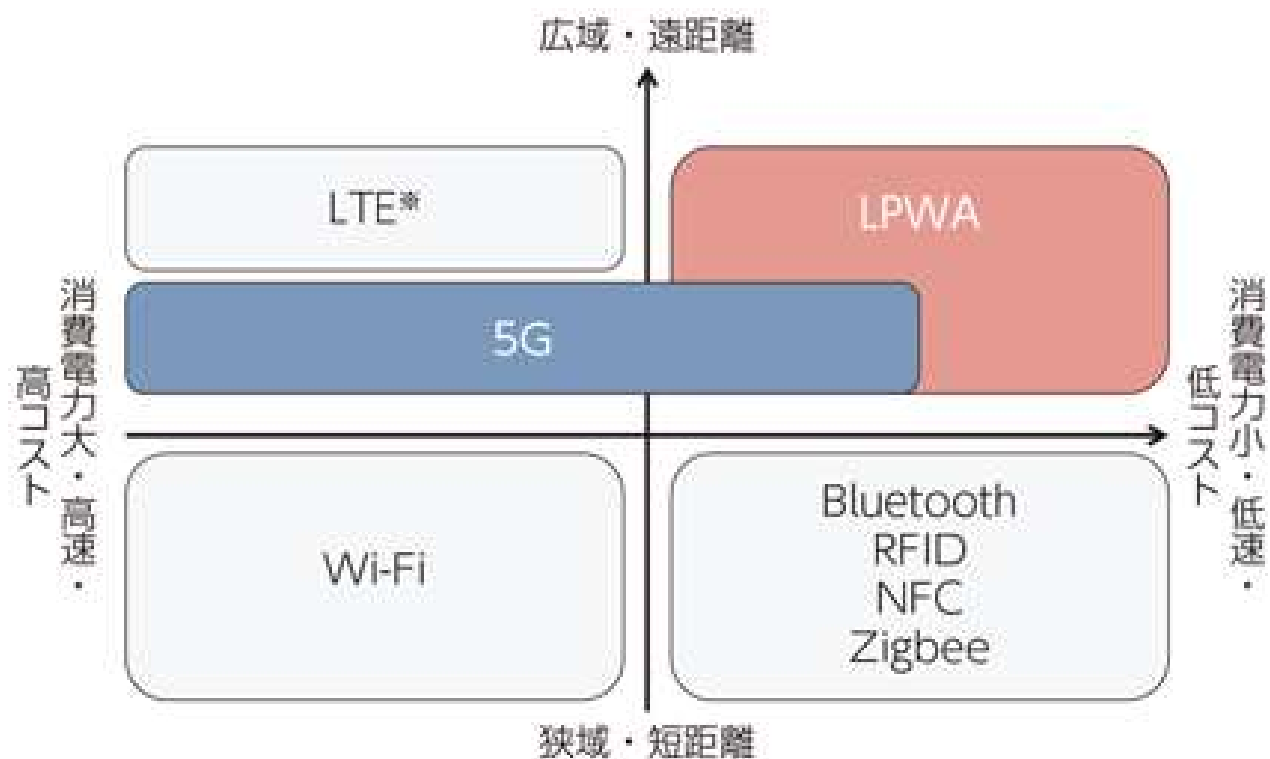 広域・遠距離
LTE※
LPWA
5G
消費電力大・高速・
高コスト
消費電力小・低速・
低コスト
Wi-Fi
Bluetooth
RFID
NFC
Zigbee
狭域・短距離